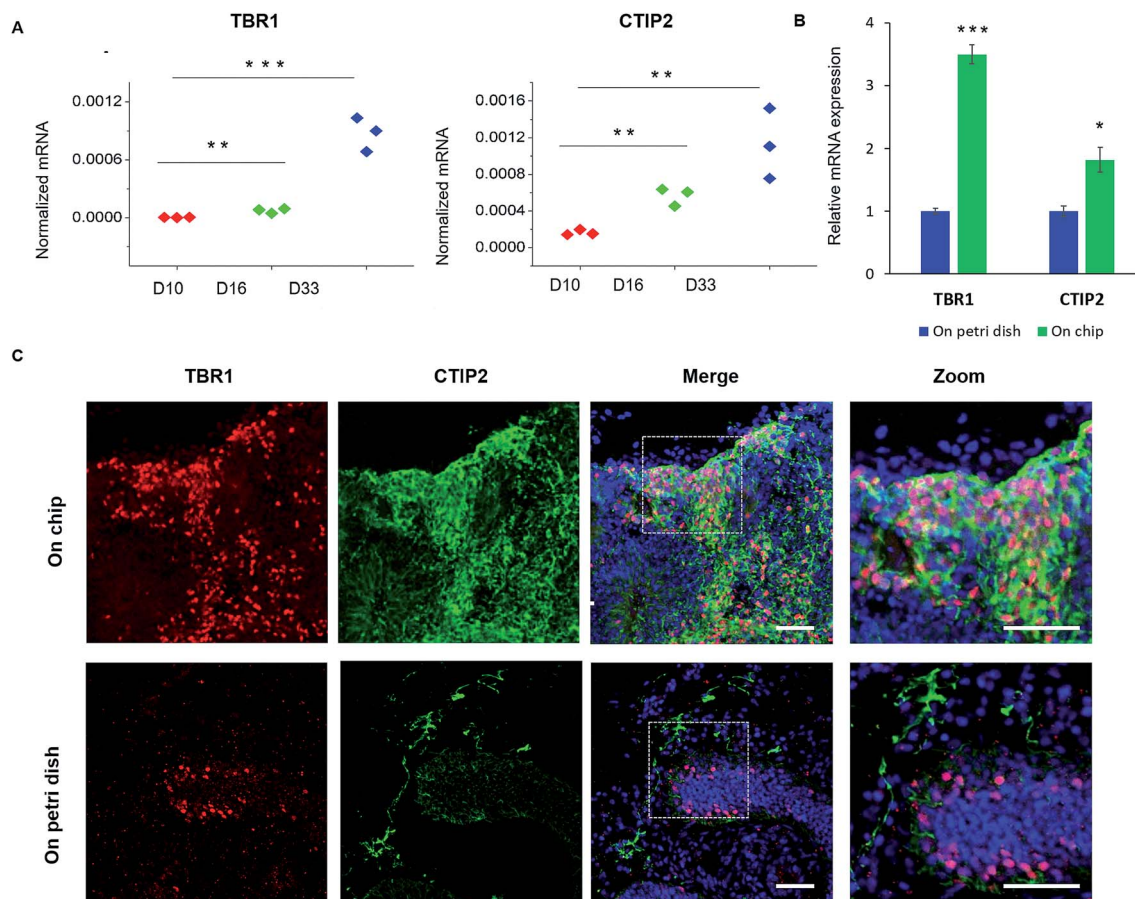 A
TBR1
Normalized mRNA
0.0012
0.0006
0.0000
* * *
* *
D10 D16 D33
CTIP2
Normalized mRNA
0.0016
0.0012
0.0008
0.0004
0.0000
* *
* *
D10 D16 D33
B
Relative mRNA expression
4
3
2
1
0
***
*
TBR1 CTIP2
On petri dish On chip
C
TBR1 CTIP2 Merge Zoom
On chip
On petri dish